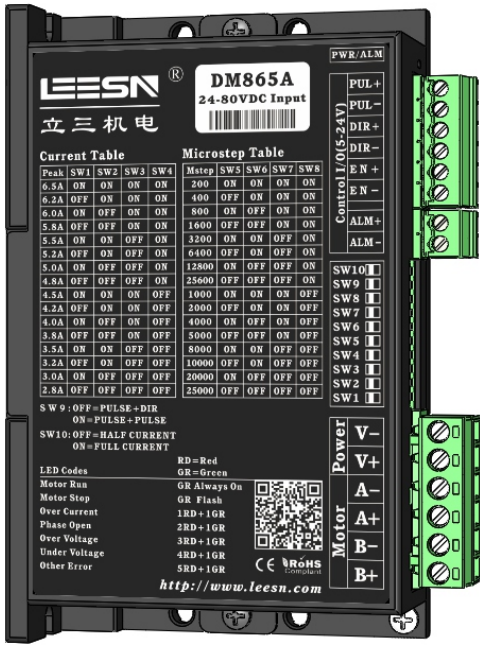 PWR/ALM
LEESN ®
立三机电
DM865A
24-80VDC Input
Current Table
Peak SW1 SW2 SW3 SW4
6.5A ON ON ON ON
6.2A OFF ON ON ON
6.0A ON OFF ON ON
5.8A OFF OFF ON ON
5.5A ON ON OFF ON
5.2A OFF ON OFF ON
5.0A ON OFF OFF ON
4.8A OFF OFF OFF ON
4.5A ON ON ON OFF
4.2A OFF ON ON OFF
4.0A ON OFF ON OFF
3.8A OFF OFF ON OFF
3.5A ON ON OFF OFF
3.2A OFF ON OFF OFF
3.0A ON OFF OFF OFF
2.8A OFF OFF OFF OFF
Microstep Table
Mstep SW5 SW6 SW7 SW8
200 ON ON ON ON
400 OFF ON ON ON
800 ON OFF ON ON
1600 OFF OFF ON ON
3200 ON ON OFF ON
6400 OFF ON OFF ON
12800 ON OFF OFF ON
25600 OFF OFF OFF ON
1000 ON ON ON OFF
2000 OFF ON ON OFF
4000 ON OFF ON OFF
5000 OFF OFF ON OFF
8000 ON ON OFF OFF
10000 OFF ON OFF OFF
20000 ON OFF OFF OFF
25000 OFF OFF OFF OFF
SW9:OFF=PULSE+DIR
ON=PULSE+PULSE
SW10:OFF=HALF CURRENT
ON=FULL CURRENT
RD=Red
LED Codes GR=Green
Motor Run GR Always On
Motor Stop GR Flash
Over Current 1RD+1GR
Phase Open 2RD+1GR
Over Voltage 3RD+1GR
Under Voltage 4RD+1GR
Other Error 5RD+1GR
CE RoHS
Compliant
http://www.leesn.com
Control I/O(5-24V)
PUL+
PUL-
DIR+
DIR-
EN+
EN-
ALM+
ALM-
SW10
SW9
SW8
SW7
SW6
SW5
SW4
SW3
SW2
SW1
Power
V-
V+
Motor
A-
A+
B-
B+